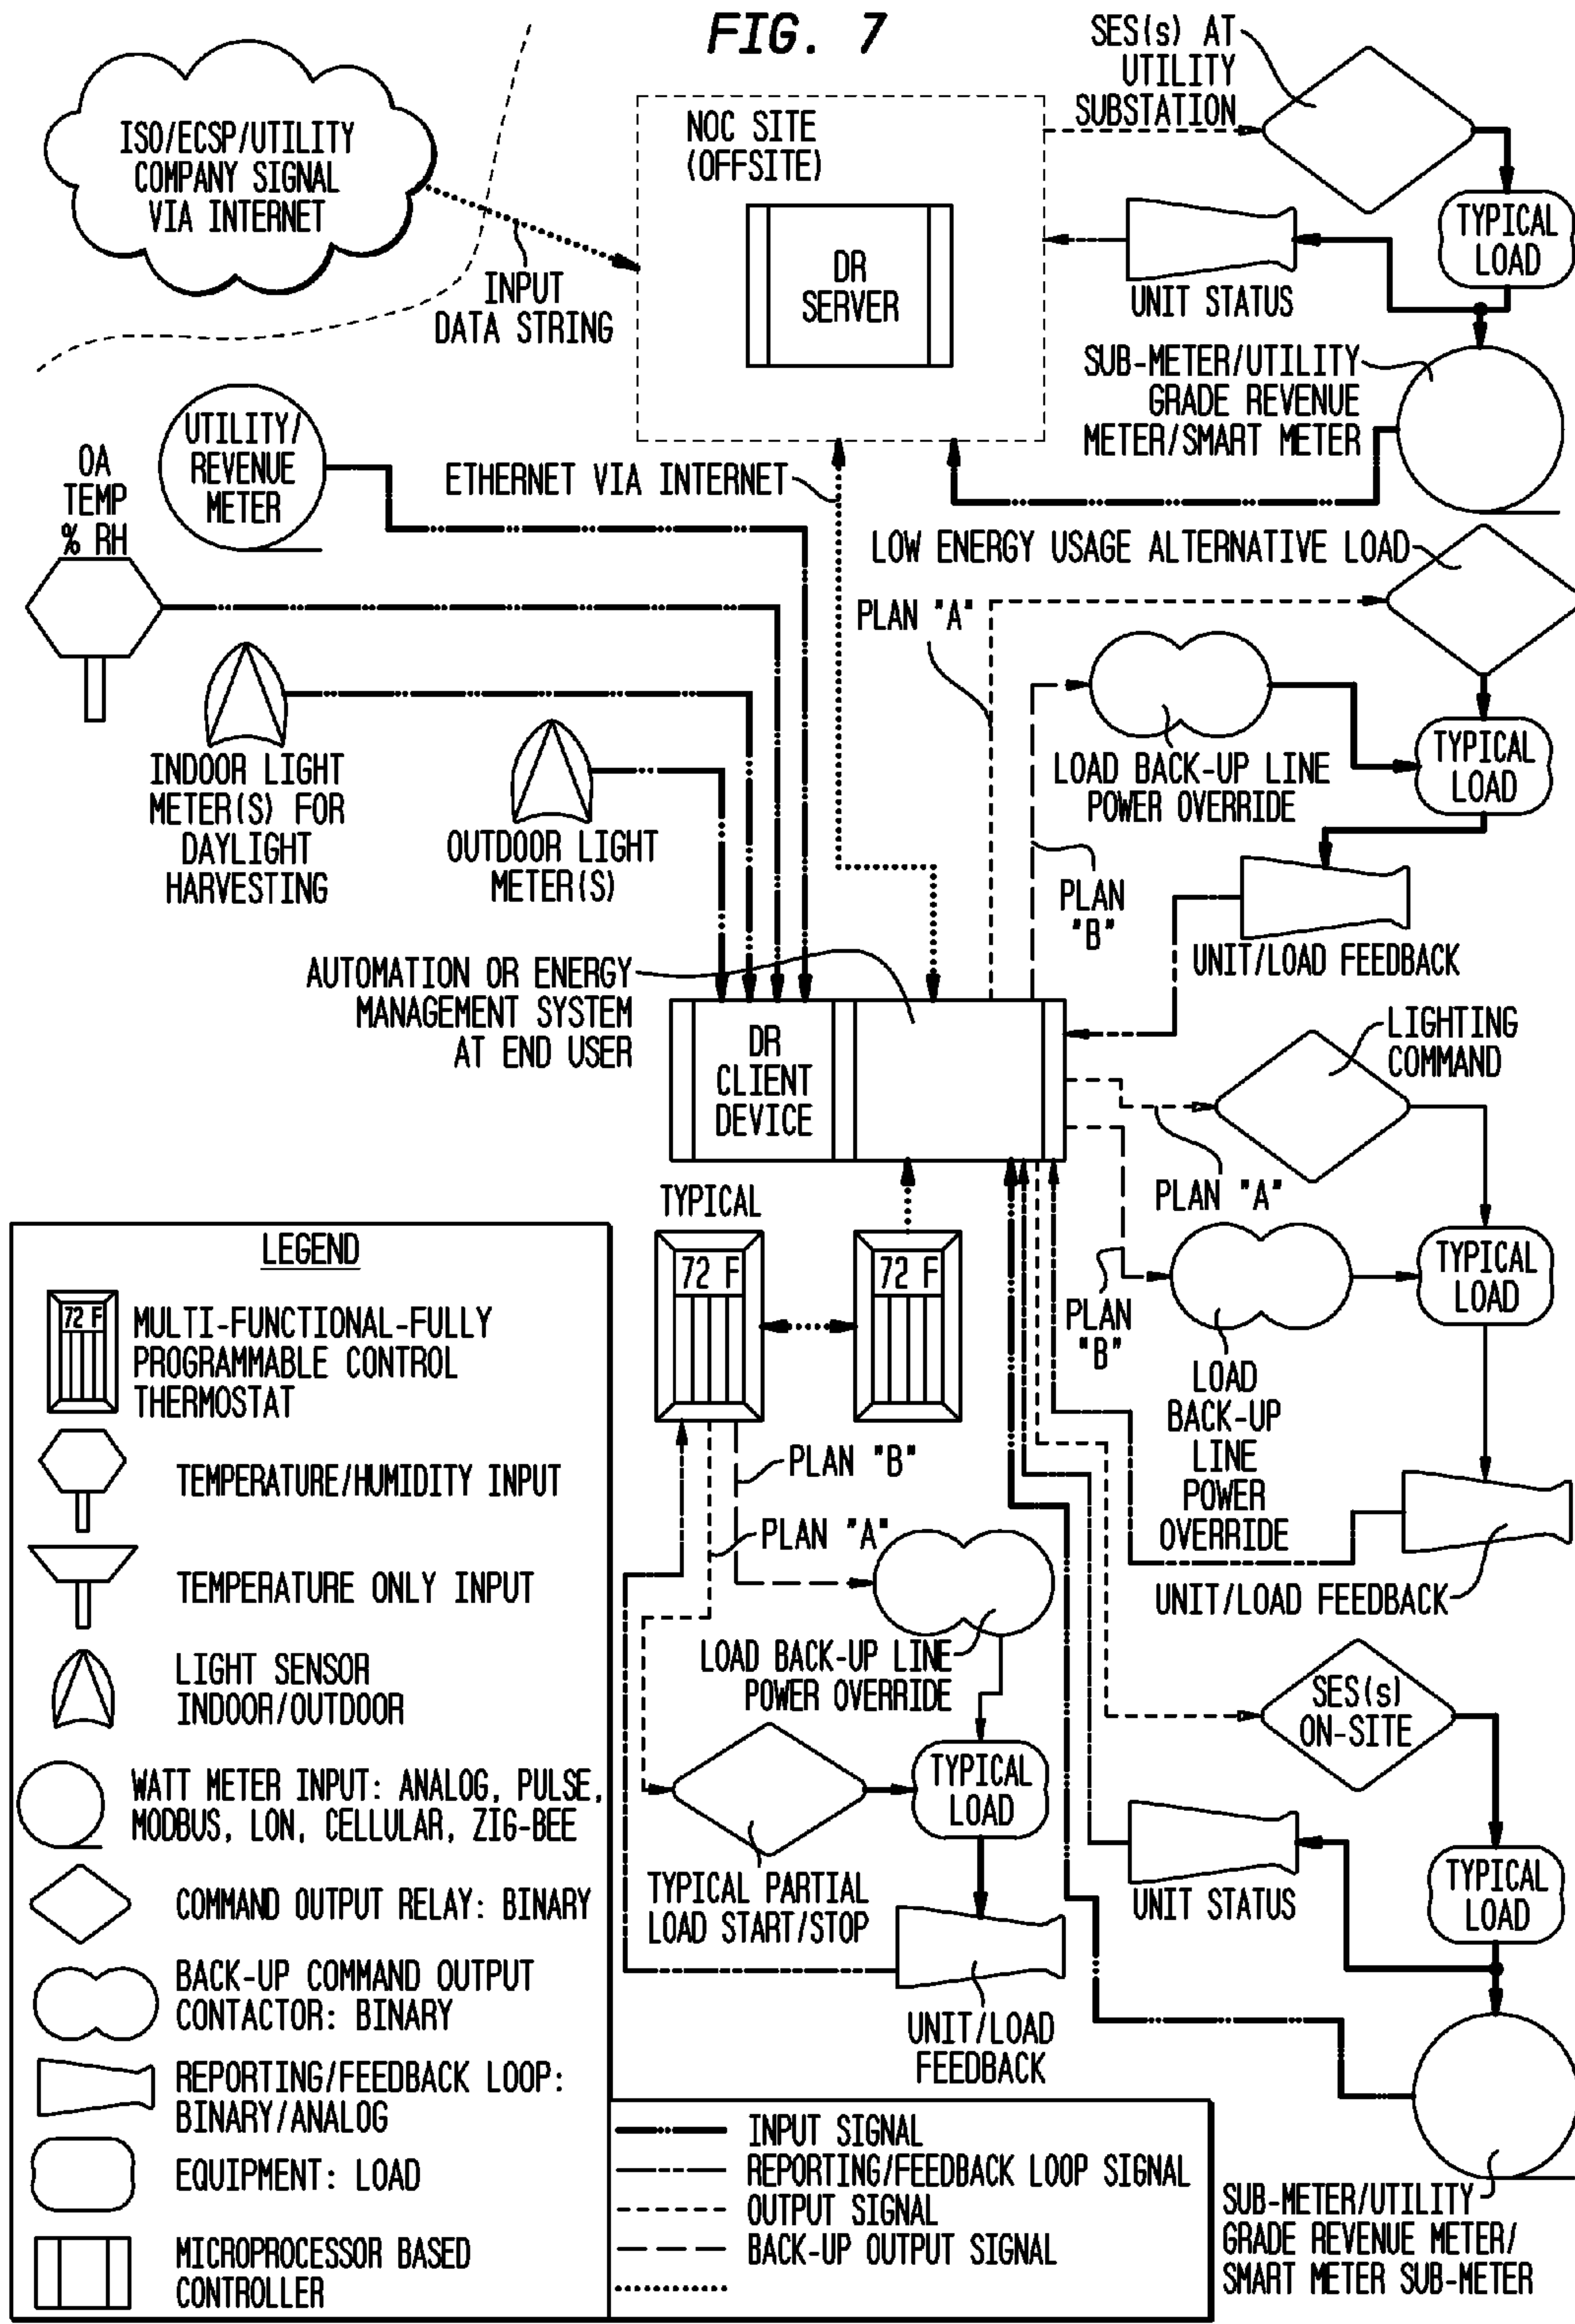 FIG. 7
ISO/ECSP/UTILITY
COMPANY SIGNAL
VIA INTERNET
INPUT
DATA STRING
NOC SITE
(OFFSITE)
DR
SERVER
SES(s) AT
UTILITY
SUBSTATION
TYPICAL
LOAD
UNIT STATUS
SUB-METER/UTILITY
GRADE REVENUE
METER/SMART METER
UTILITY/
REVENUE
METER
OA
TEMP
% RH
ETHERNET VIA INTERNET
LOW ENERGY USAGE ALTERNATIVE LOAD
PLAN "A"
INDOOR LIGHT
METER(S) FOR
DAYLIGHT
HARVESTING
OUTDOOR LIGHT
METER(S)
LOAD BACK-UP LINE
POWER OVERRIDE
TYPICAL
LOAD
PLAN
"B"
UNIT/LOAD FEEDBACK
AUTOMATION OR ENERGY
MANAGEMENT SYSTEM
AT END USER
DR
CLIENT
DEVICE
LIGHTING
COMMAND
PLAN "A"
PLAN
"B"
TYPICAL
LOAD
LOAD
BACK-UP
LINE
POWER
OVERRIDE
UNIT/LOAD FEEDBACK
TYPICAL
72 F
72 F
PLAN "B"
PLAN "A"
LOAD BACK-UP LINE
POWER OVERRIDE
TYPICAL
LOAD
TYPICAL PARTIAL
LOAD START/STOP
UNIT/LOAD
FEEDBACK
SES(s)
ON-SITE
UNIT STATUS
TYPICAL
LOAD
SUB-METER/UTILITY
GRADE REVENUE METER/
SMART METER SUB-METER
LEGEND
72 F
MULTI-FUNCTIONAL-FULLY
PROGRAMMABLE CONTROL
THERMOSTAT
TEMPERATURE/HUMIDITY INPUT
TEMPERATURE ONLY INPUT
LIGHT SENSOR
INDOOR/OUTDOOR
WATT METER INPUT: ANALOG, PULSE,
MODBUS, LON, CELLULAR, ZIG-BEE
COMMAND OUTPUT RELAY: BINARY
BACK-UP COMMAND OUTPUT
CONTACTOR: BINARY
REPORTING/FEEDBACK LOOP:
BINARY/ANALOG
EQUIPMENT: LOAD
MICROPROCESSOR BASED
CONTROLLER
INPUT SIGNAL
REPORTING/FEEDBACK LOOP SIGNAL
OUTPUT SIGNAL
BACK-UP OUTPUT SIGNAL